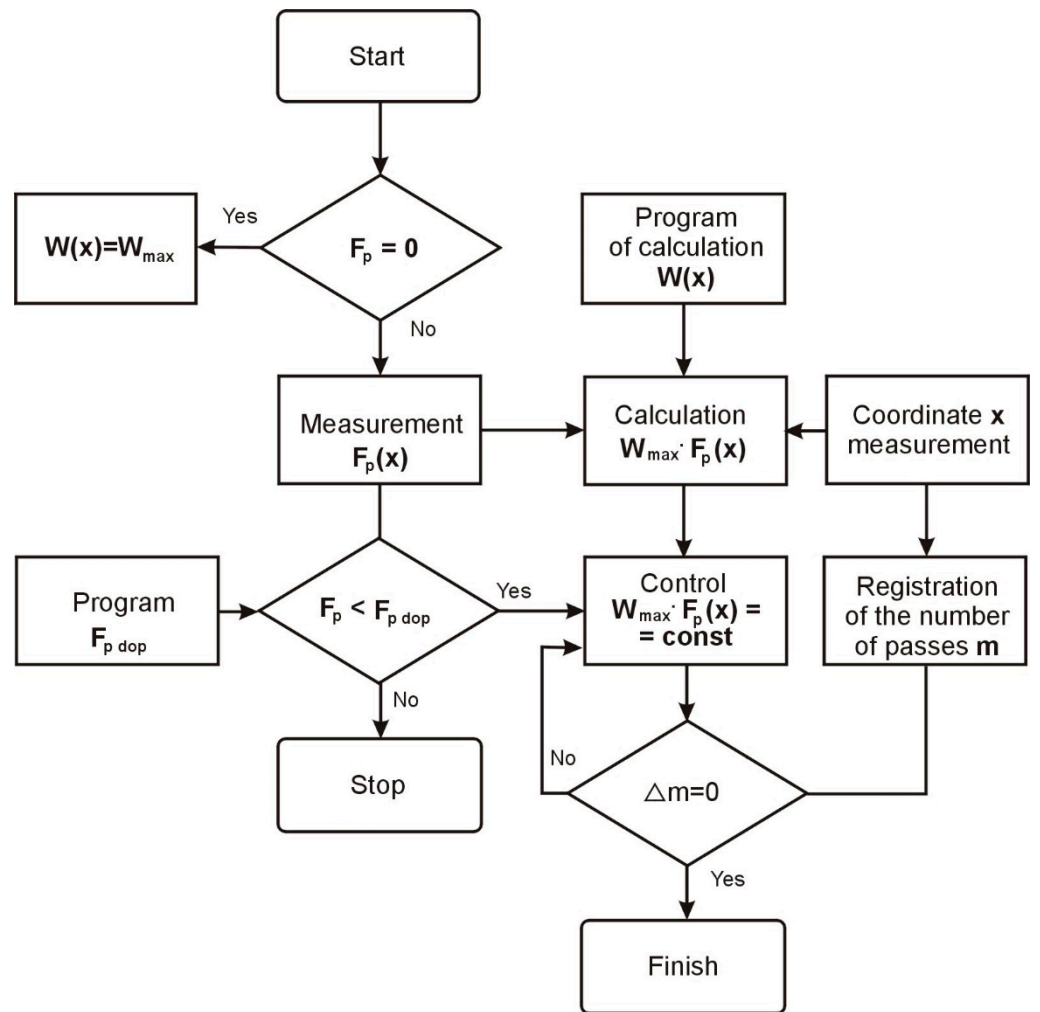 Start
Yes
W(x)=Wmax
Fp = 0
No
Program
of calculation
W(x)
Measurement
Fp(x)
Calculation
Wmax· Fp(x)
Coordinate x
measurement
Program
Fp dop
Fp < Fp dop
Yes
Control
Wmax· Fp(x) =
= const
Registration
of the number
of passes m
No
Stop
No
△m=0
Yes
Finish